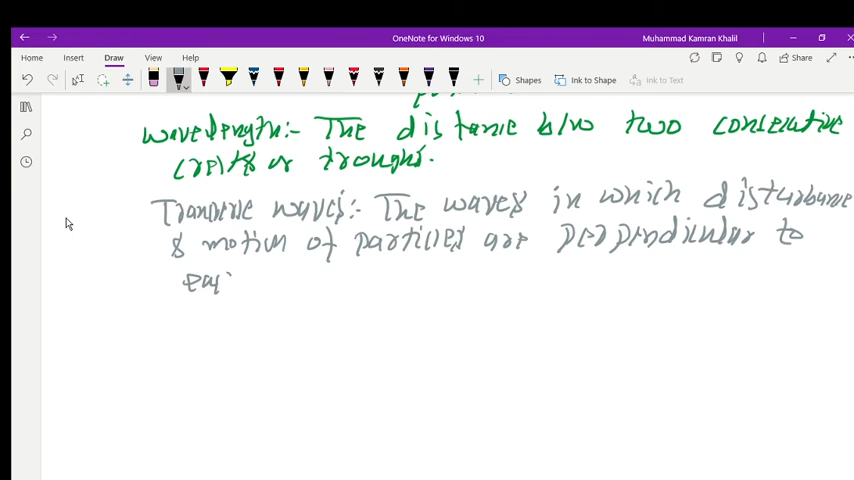 OneNote for Windows 10
Muhammad Kamran Khalil
Home Insert Draw View Help
Share
Shapes Ink to Shape Ink to Text
wavelength:- The distance b/w two consecutive
crests or troughs.
Tranverse waves:- The waves in which disturbance
& motion of particles are perpendicular to